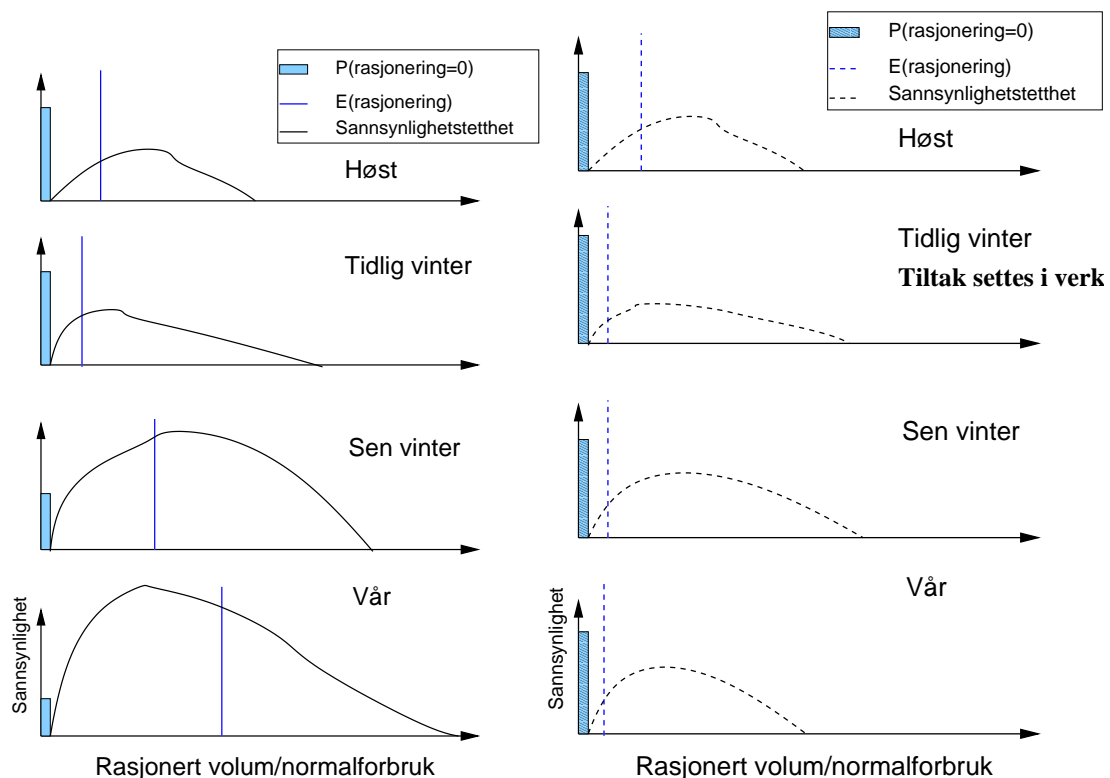 P(rasjonering=0)
E(rasjonering)
Sannsynlighetstetthet
Høst
Tidlig vinter
Sen vinter
Vår
Sannsynlighet
Rasjonert volum/normalforbruk
P(rasjonering=0)
E(rasjonering)
Sannsynlighetstetthet
Høst
Tidlig vinter
Tiltak settes i verk
Sen vinter
Vår
Sannsynlighet
Rasjonert volum/normalforbruk